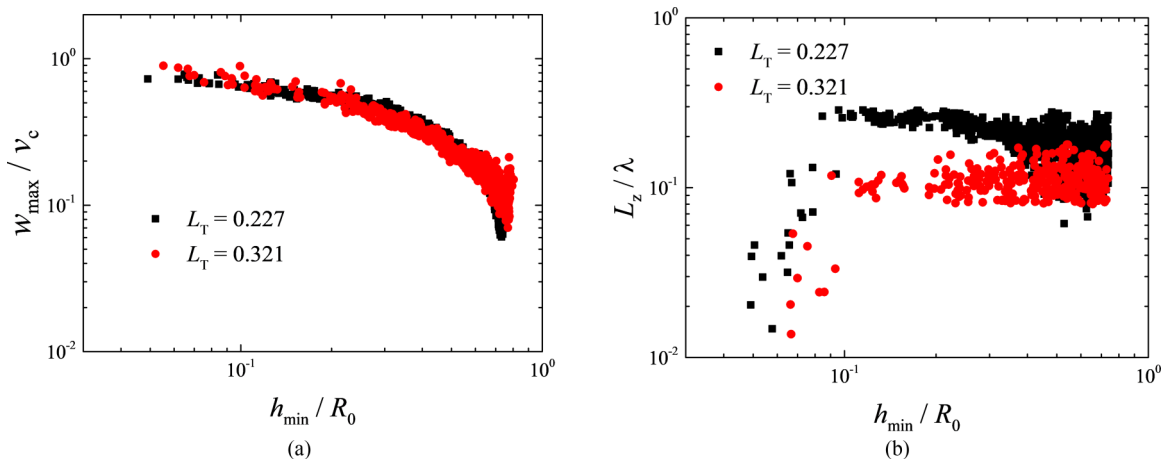 10⁰
10⁻¹
10⁻²
w_max / v_c
L_T = 0.227
L_T = 0.321
10⁻¹
10⁰
h_min / R_0
(a)
10⁰
10⁻¹
10⁻²
L_z / λ
L_T = 0.227
L_T = 0.321
10⁻¹
10⁰
h_min / R_0
(b)